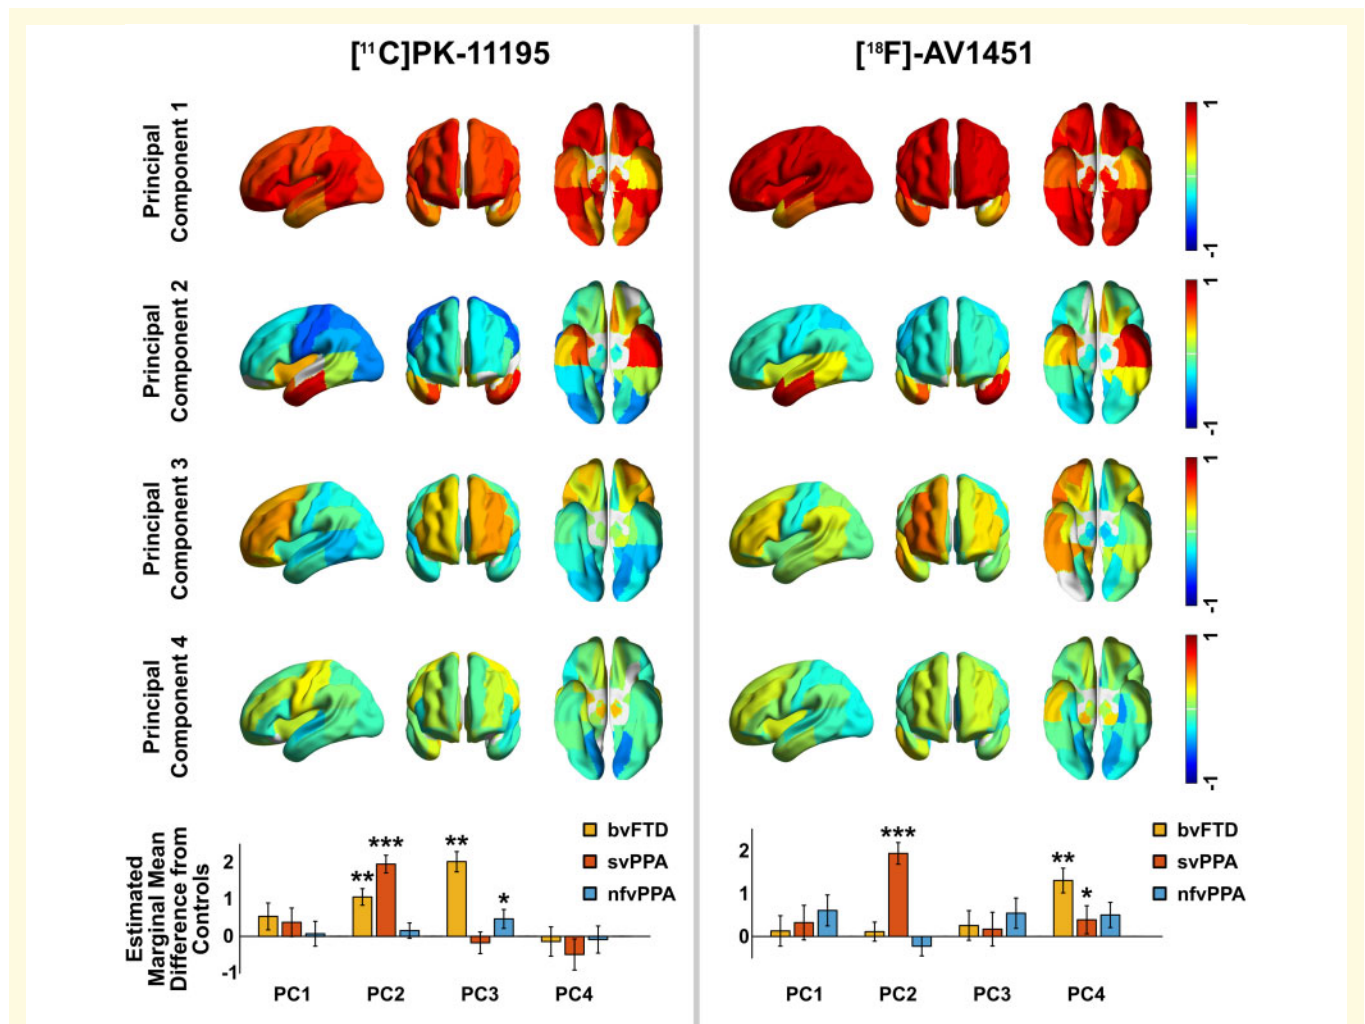 [¹¹C]PK-11195
[¹⁸F]-AV1451
Principal
Component 1
1
-1
Principal
Component 2
1
-1
Principal
Component 3
1
-1
Principal
Component 4
1
-1
Estimated
Marginal Mean
Difference from
Controls
2
1
0
-1
**
***
**
*
bvFTD
svPPA
nfvPPA
PC1 PC2 PC3 PC4
2
1
0
***
**
*
bvFTD
svPPA
nfvPPA
PC1 PC2 PC3 PC4